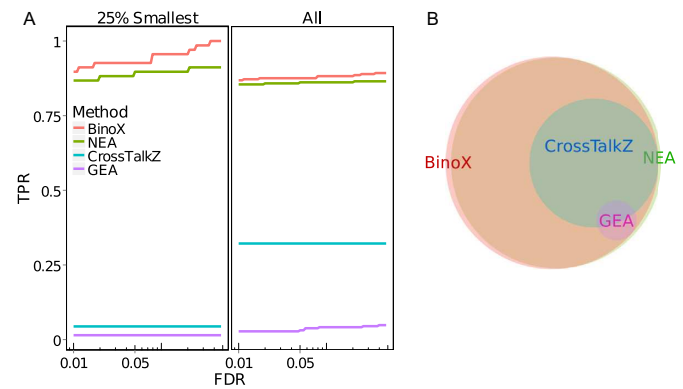 A
25% Smallest
All
B
1
0.75
0.5
0.25
0
TPR
Method
BinoX
NEA
CrossTalkZ
GEA
0.01
0.05
0.01
0.05
FDR
BinoX
CrossTalkZ
NEA
GEA